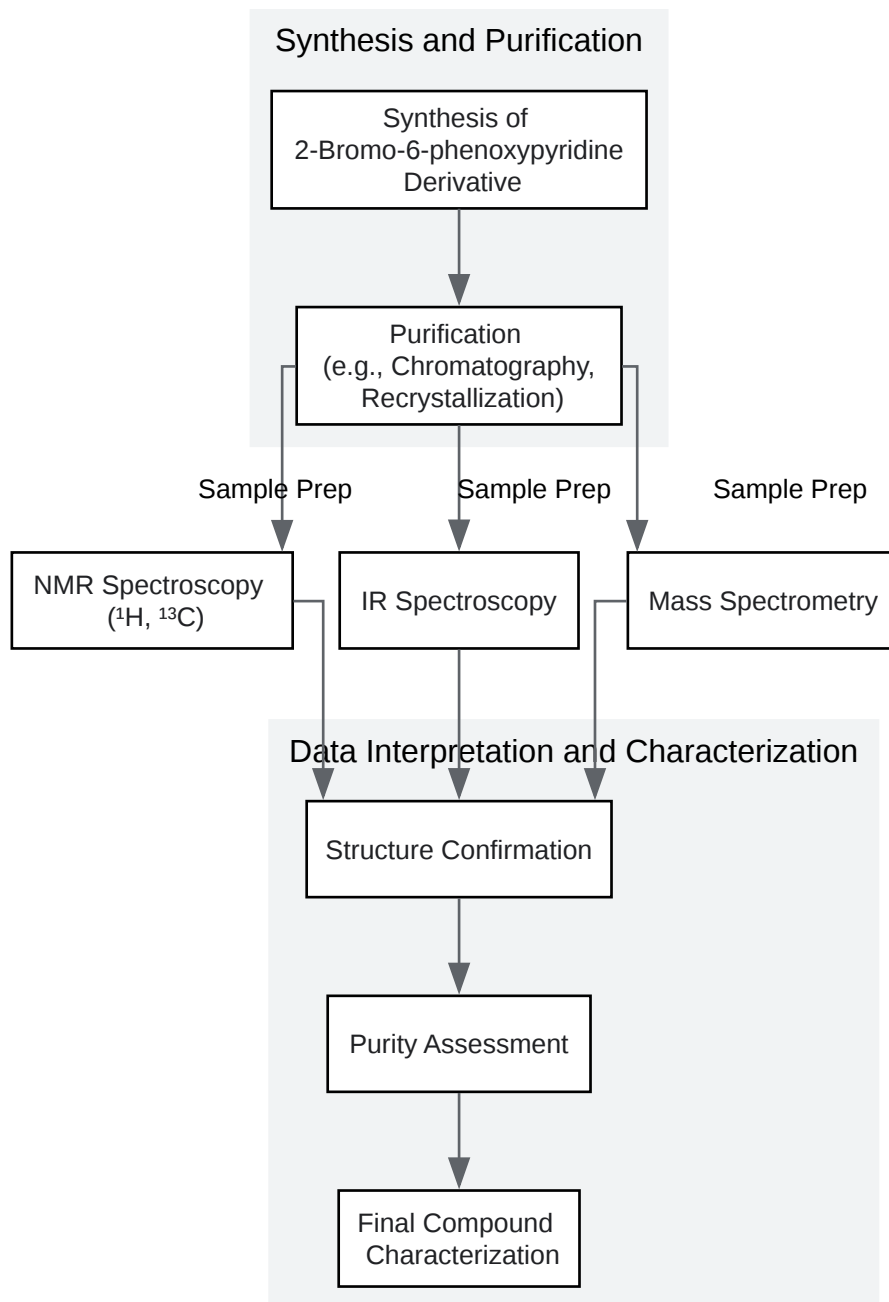 Synthesis and Purification
Synthesis of
2-Bromo-6-phenoxypyridine
Derivative
Purification
(e.g., Chromatography,
Recrystallization)
Sample Prep
Sample Prep
Sample Prep
NMR Spectroscopy
(¹H, ¹³C)
IR Spectroscopy
Mass Spectrometry
Data Interpretation and Characterization
Structure Confirmation
Purity Assessment
Final Compound
Characterization